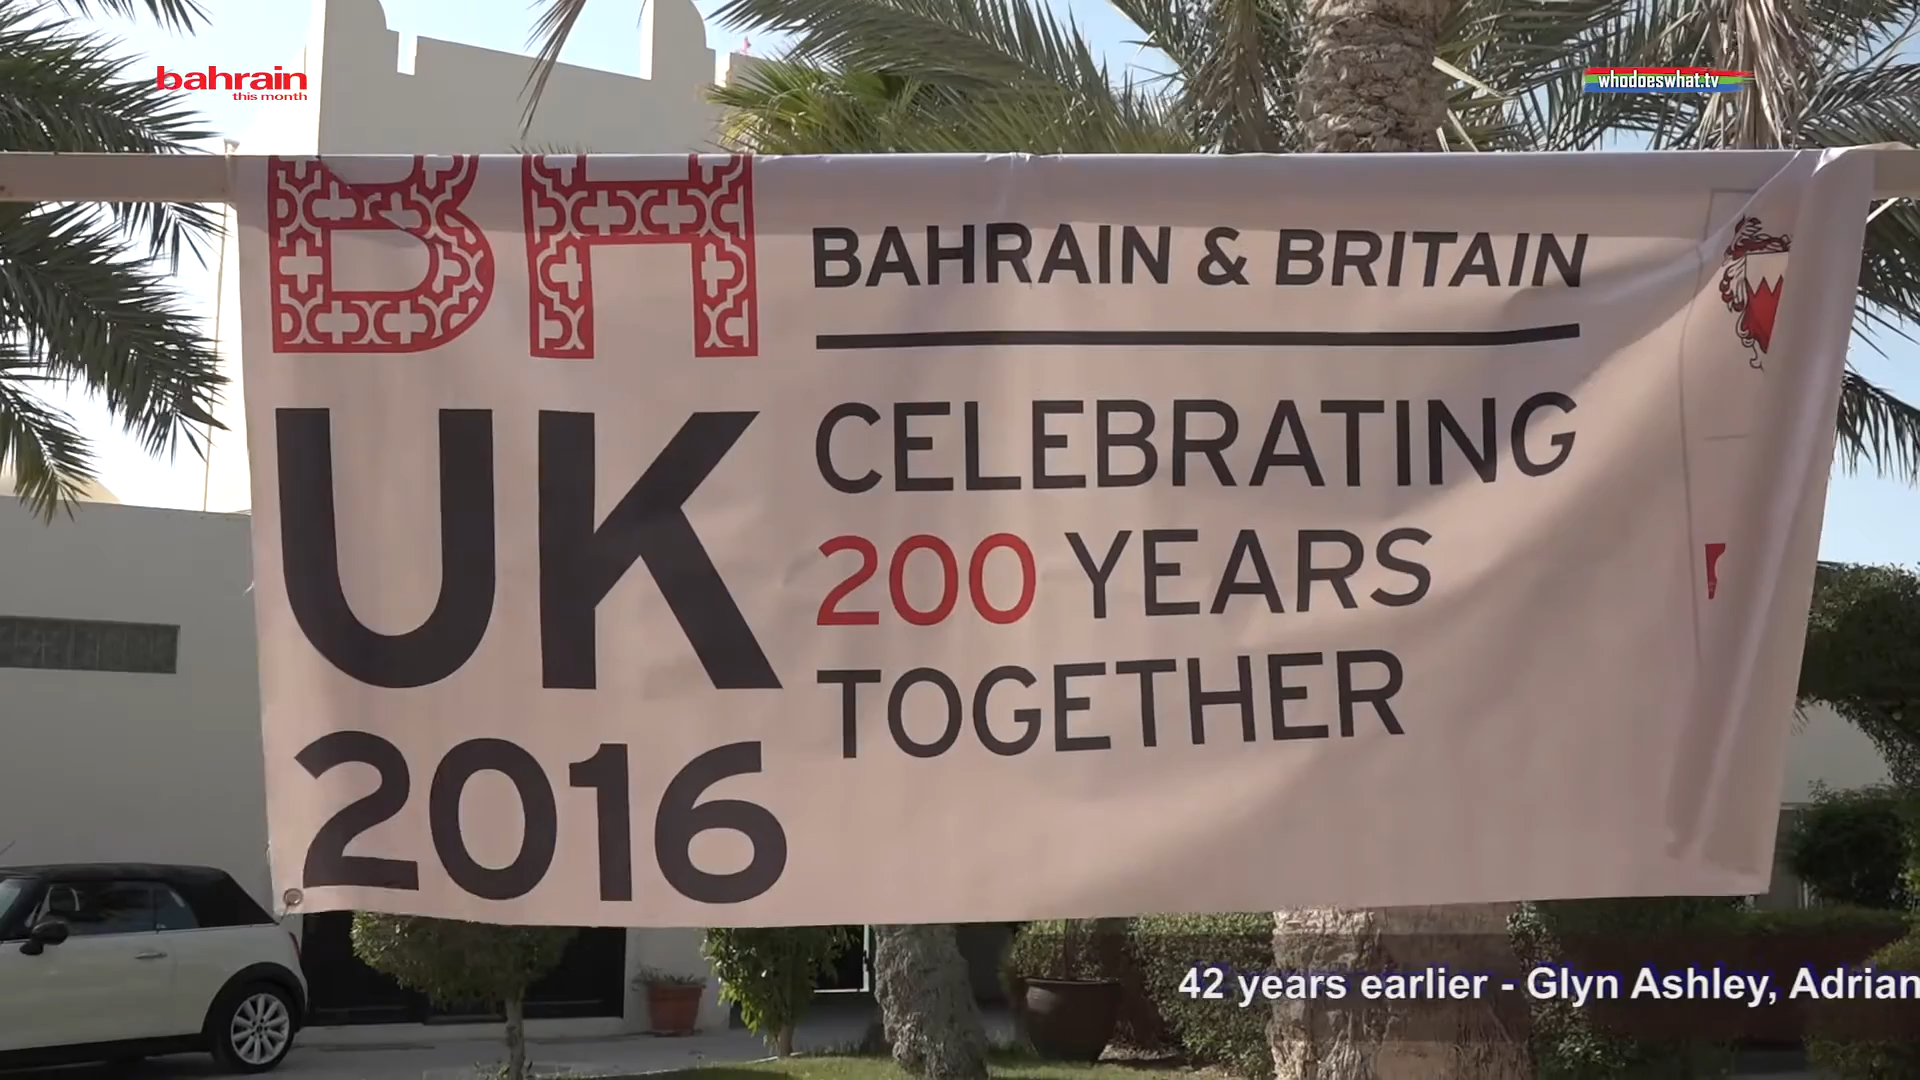 bahrain
this month
whodoeswhat.tv
BH
UK
2016
BAHRAIN & BRITAIN
CELEBRATING
200 YEARS
TOGETHER
42 years earlier - Glyn Ashley, Adrian